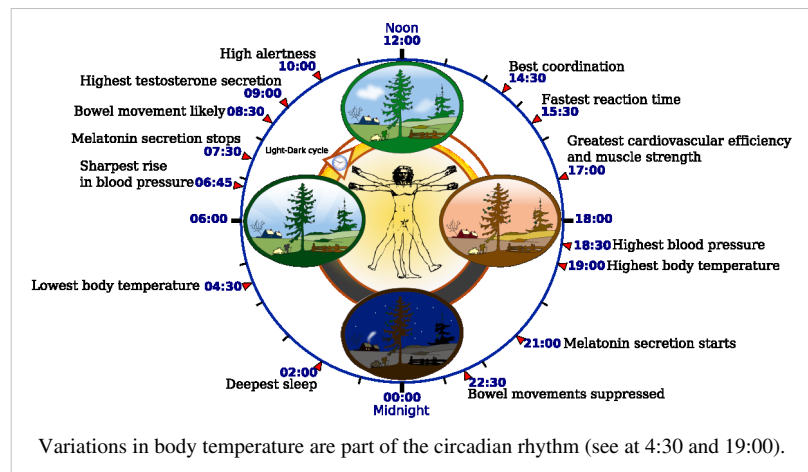 Noon
12:00
High alertness
10:00
Highest testosterone secretion
09:00
Bowel movement likely 08:30
Melatonin secretion stops
07:30
Sharpest rise
in blood pressure 06:45
06:00
Lowest body temperature 04:30
02:00
Deepest sleep
00:00
Midnight
Light-Dark cycle
Best coordination
14:30
Fastest reaction time
15:30
Greatest cardiovascular efficiency
and muscle strength
17:00
18:00
18:30 Highest blood pressure
19:00 Highest body temperature
21:00 Melatonin secretion starts
22:30
Bowel movements suppressed
Variations in body temperature are part of the circadian rhythm (see at 4:30 and 19:00).